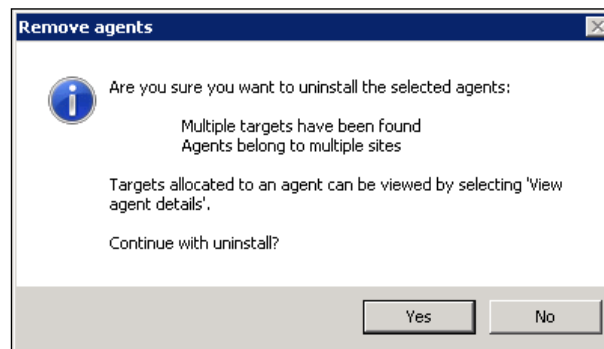 Remove agents
Are you sure you want to uninstall the selected agents:
Multiple targets have been found
Agents belong to multiple sites
Targets allocated to an agent can be viewed by selecting 'View
agent details'.
Continue with uninstall?
Yes
No